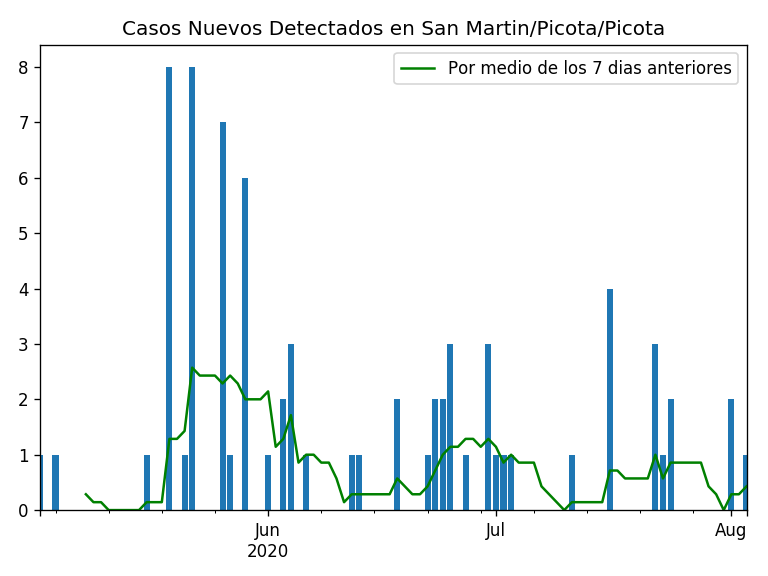 Casos Nuevos Detectados en San Martin/Picota/Picota
Por medio de los 7 dias anteriores
8
7
6
5
4
3
2
1
0
Jun
2020
Jul
Aug